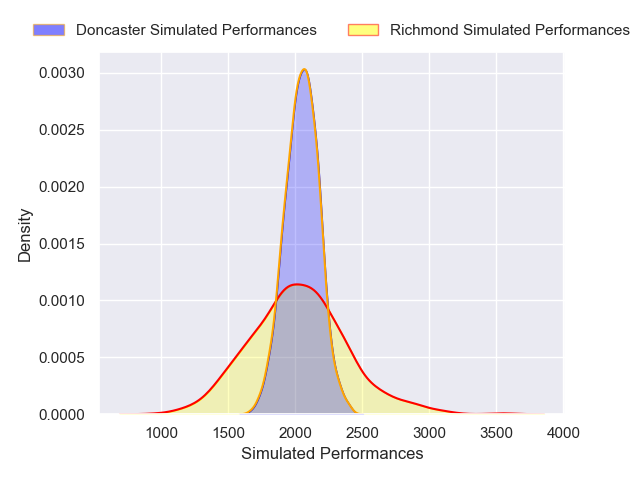 Doncaster Simulated Performances Richmond Simulated Performances
0.0030
0.0025
0.0020
0.0015
0.0010
0.0005
0.0000
Density
1000 1500 2000 2500 3000 3500 4000
Simulated Performances